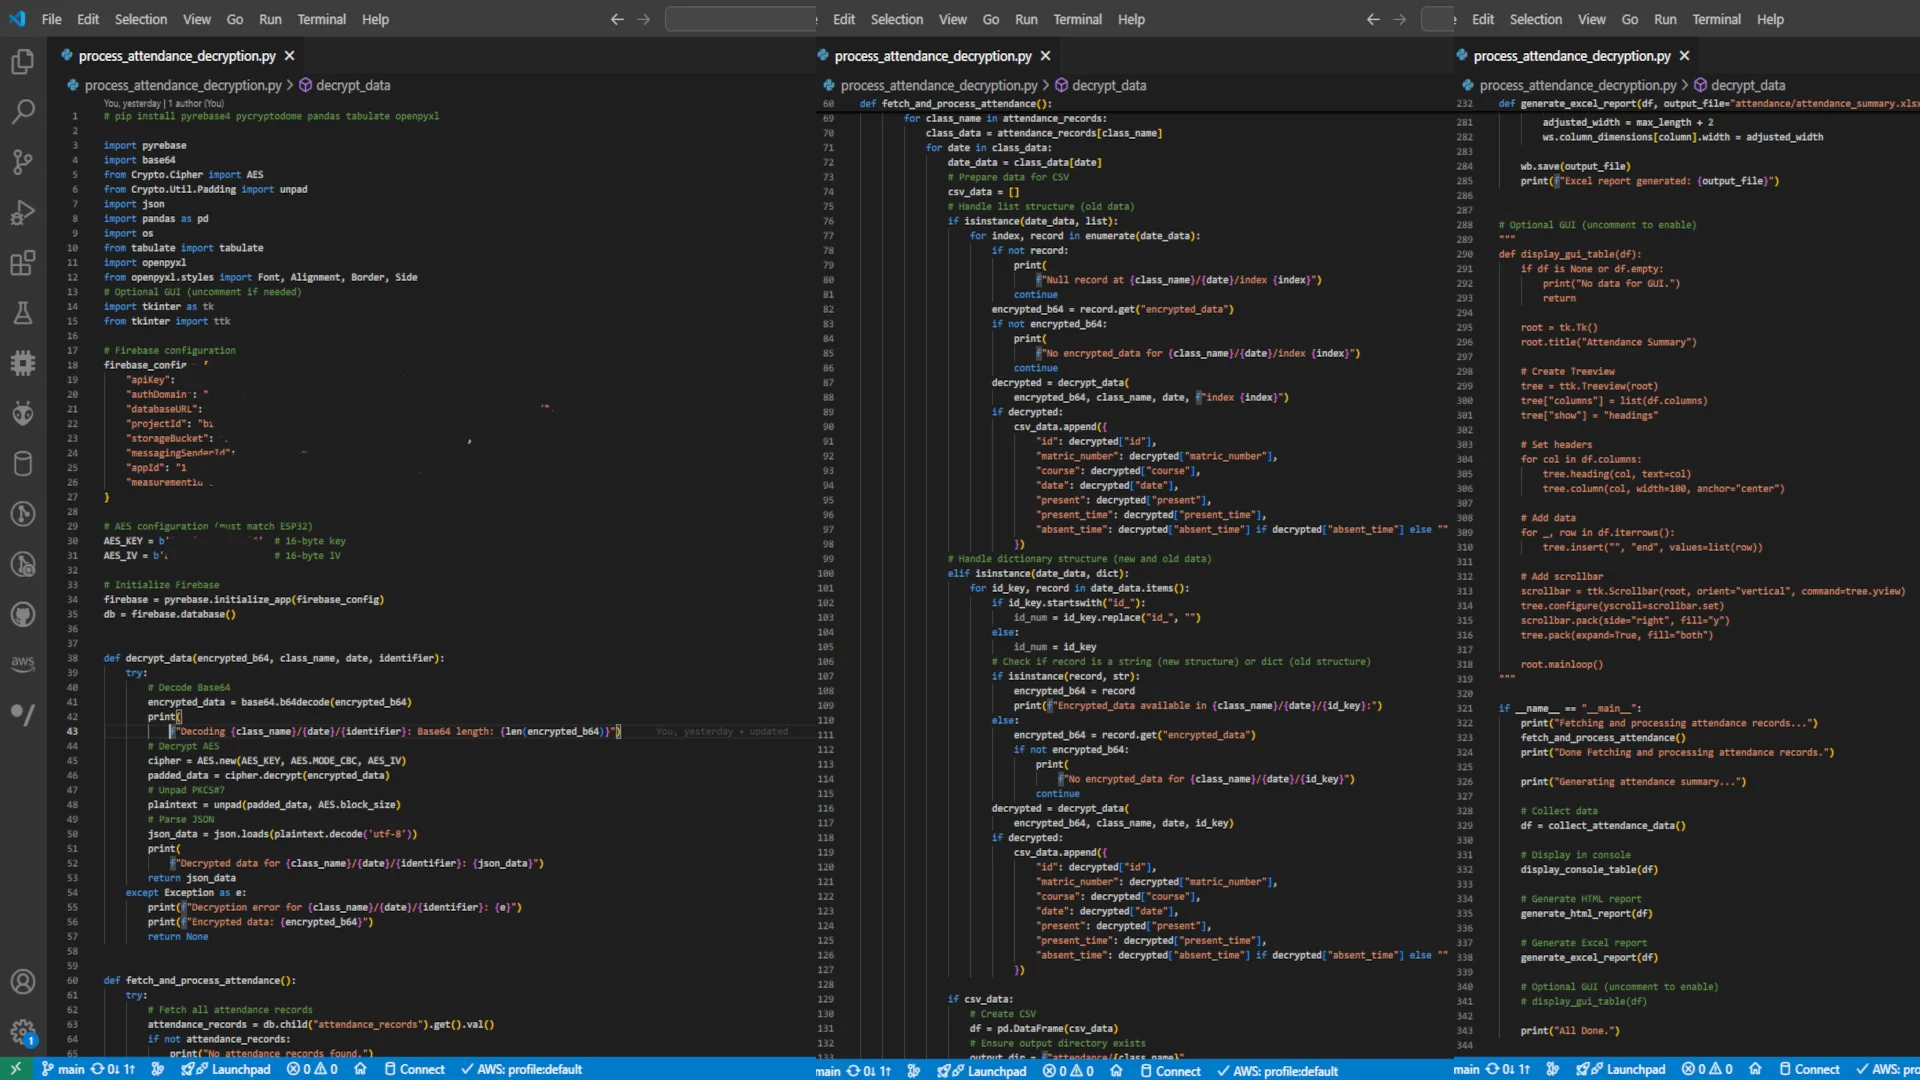 File Edit Selection View Go Run Terminal Help
process_attendance_decryption.py
process_attendance_decryption.py > decrypt_data
You, yesterday | 1 author (You)
1 # pip install pyrebase4 pycryptodome pandas tabulate openpyxl
2
3 import pyrebase
4 import base64
5 from Crypto.Cipher import AES
6 from Crypto.Util.Padding import unpad
7 import json
8 import pandas as pd
9 import os
10 from tabulate import tabulate
11 import openpyxl
12 from openpyxl.styles import Font, Alignment, Border, Side
13 # Optional GUI (uncomment if needed)
14 import tkinter as tk
15 from tkinter import ttk
16
17 # Firebase configuration
18 firebase_config
19 "apiKey":
20 "authDomain": "
21 "databaseURL":
22 "projectId": "
23 "storageBucket":
24 "messagingSenderId":
25 "appId": "1
26
27 }
28
29 # AES configuration (must match ESP32)
30 AES_KEY = b' # 16-byte key
31 AES_IV = b' # 16-byte IV
32
33 # Initialize Firebase
34 firebase = pyrebase.initialize_app(firebase_config)
35 db = firebase.database()
36
37
38 def decrypt_data(encrypted_b64, class_name, date, identifier):
39 try:
40 # Decode Base64
41 encrypted_data = base64.b64decode(encrypted_b64)
42 print(
43 f"Decoding {class_name}/{date}/{identifier}: Base64 length: {len(encrypted_b64)}") You, yesterday • updated
44 # Decrypt AES
45 cipher = AES.new(AES_KEY, AES.MODE_CBC, AES_IV)
46 padded_data = cipher.decrypt(encrypted_data)
47 # Unpad PKCS#7
48 plaintext = unpad(padded_data, AES.block_size)
49 # Parse JSON
50 json_data = json.loads(plaintext.decode('utf-8'))
51 print(
52 f"Decrypted data for {class_name}/{date}/{identifier}: {json_data}")
53 return json_data
54 except Exception as e:
55 print(f"Decryption error for {class_name}/{date}/{identifier}: {e}")
56 print(f"Encrypted data: {encrypted_b64}")
57 return None
58
59
60 def fetch_and_process_attendance():
61 try:
62 # Fetch all attendance records
63 attendance_records = db.child("attendance_records").get().val()
64 if not attendance_records:
65 print("No attendance records found.")
main 0↓ 1↑ Launchpad 0 0 Connect AWS: profile:default
aws
1
Edit Selection View Go Run Terminal Help
process_attendance_decryption.py
process_attendance_decryption.py > decrypt_data
60 def fetch_and_process_attendance():
69 for class_name in attendance_records:
70 class_data = attendance_records[class_name]
71 for date in class_data:
72 date_data = class_data[date]
73 # Prepare data for CSV
74 csv_data = []
75 # Handle list structure (old data)
76 if isinstance(date_data, list):
77 for index, record in enumerate(date_data):
78 if not record:
79 print(
80 f"Null record at {class_name}/{date}/index {index}")
81 continue
82 encrypted_b64 = record.get("encrypted_data")
83 if not encrypted_b64:
84 print(
85 f"No encrypted_data for {class_name}/{date}/index {index}")
86 continue
87 decrypted = decrypt_data(
88 encrypted_b64, class_name, date, f"index {index}")
89 if decrypted:
90 csv_data.append({
91 "id": decrypted["id"],
92 "matric_number": decrypted["matric_number"],
93 "course": decrypted["course"],
94 "date": decrypted["date"],
95 "present": decrypted["present"],
96 "present_time": decrypted["present_time"],
97 "absent_time": decrypted["absent_time"] if decrypted["absent_time"] else ""
98 })
99 # Handle dictionary structure (new and old data)
100 elif isinstance(date_data, dict):
101 for id_key, record in date_data.items():
102 if id_key.startswith("id_"):
103 id_num = id_key.replace("id_", "")
104 else:
105 id_num = id_key
106 # Check if record is a string (new structure) or dict (old structure)
107 if isinstance(record, str):
108 encrypted_b64 = record
109 print(f"Encrypted_data available in {class_name}/{date}/{id_key}:")
110 else:
111 encrypted_b64 = record.get("encrypted_data")
112 if not encrypted_b64:
113 print(
114 f"No encrypted_data for {class_name}/{date}/{id_key}")
115 continue
116 decrypted = decrypt_data(
117 encrypted_b64, class_name, date, id_key)
118 if decrypted:
119 csv_data.append({
120 "id": decrypted["id"],
121 "matric_number": decrypted["matric_number"],
122 "course": decrypted["course"],
123 "date": decrypted["date"],
124 "present": decrypted["present"],
125 "present_time": decrypted["present_time"],
126 "absent_time": decrypted["absent_time"] if decrypted["absent_time"] else ""
127 })
128
129 if csv_data:
130 # Create CSV
131 df = pd.DataFrame(csv_data)
132 # Ensure output directory exists
133 output_dir = f"attendance/{class_name}"
main 0↓ 1↑ Launchpad 0 0 Connect AWS: profile:default
Edit Selection View Go Run Terminal Help
process_attendance_decryption.py
process_attendance_decryption.py > decrypt_data
232 def generate_excel_report(df, output_file="attendance/attendance_summary.xlsx
281 adjusted_width = max_length + 2
282 ws.column_dimensions[column].width = adjusted_width
283
284 wb.save(output_file)
285 print(f"Excel report generated: {output_file}")
286
287
288 # Optional GUI (uncomment to enable)
289 """
290 def display_gui_table(df):
291 if df is None or df.empty:
292 print("No data for GUI.")
293 return
294
295 root = tk.Tk()
296 root.title("Attendance Summary")
297
298 # Create Treeview
299 tree = ttk.Treeview(root)
300 tree["columns"] = list(df.columns)
301 tree["show"] = "headings"
302
303 # Set headers
304 for col in df.columns:
305 tree.heading(col, text=col)
306 tree.column(col, width=100, anchor="center")
307
308 # Add data
309 for _, row in df.iterrows():
310 tree.insert("", "end", values=list(row))
311
312 # Add scrollbar
313 scrollbar = ttk.Scrollbar(root, orient="vertical", command=tree.yview)
314 tree.configure(yscroll=scrollbar.set)
315 scrollbar.pack(side="right", fill="y")
316 tree.pack(expand=True, fill="both")
317
318 root.mainloop()
319 """
320
321 if __name__ == "__main__":
322 print("Fetching and processing attendance records...")
323 fetch_and_process_attendance()
324 print("Done Fetching and processing attendance records.")
325
326 print("Generating attendance summary...")
327
328 # Collect data
329 df = collect_attendance_data()
330
331 # Display in console
332 display_console_table(df)
333
334 # Generate HTML report
335 generate_html_report(df)
336
337 # Generate Excel report
338 generate_excel_report(df)
339
340 # Optional GUI (uncomment to enable)
341 # display_gui_table(df)
342
343 print("All Done.")
344
main 0↓ 1↑ Launchpad 0 0 Connect AWS: pro